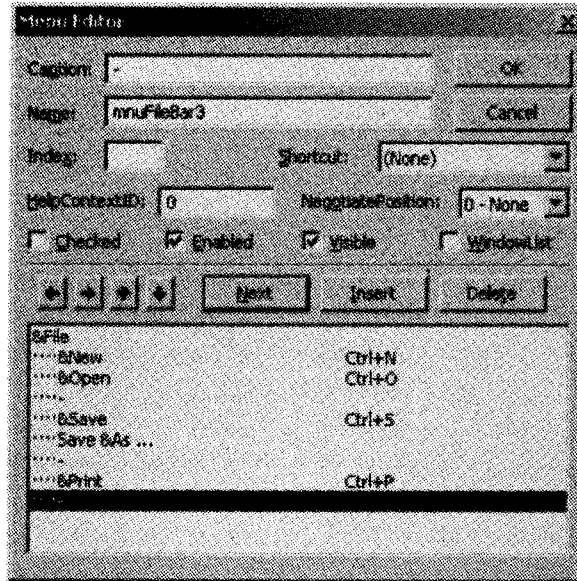 Menu Editor
Caption: -
OK
Name: mnuFileBar3
Cancel
Index:
Shortcut: (None)
HelpContextID: 0
NegotiatePosition: 0 - None
Checked
Enabled
Visible
WindowList
Next
Insert
Delete
&File
····&New Ctrl+N
····&Open Ctrl+O
····-
····&Save Ctrl+S
····Save &As ...
····-
····&Print Ctrl+P
····-